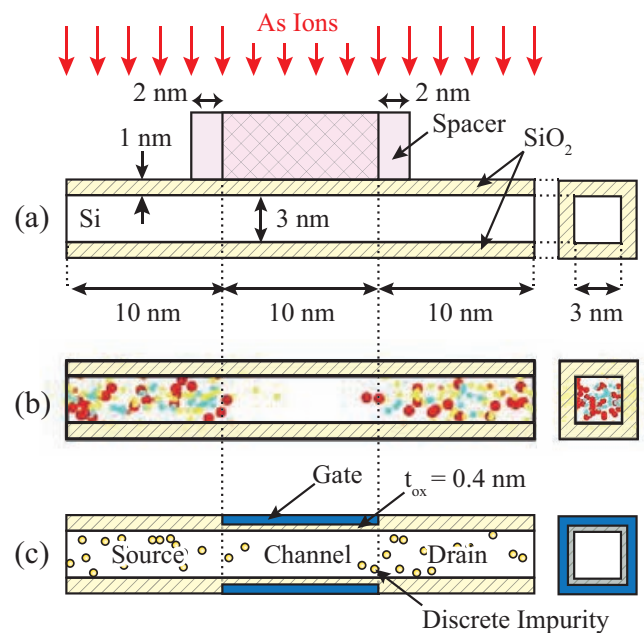 As Ions
2 nm
2 nm
Spacer
1 nm
SiO2
(a)
Si
3 nm
10 nm
10 nm
10 nm
3 nm
(b)
Gate
tox = 0.4 nm
(c)
Source
Channel
Drain
Discrete Impurity